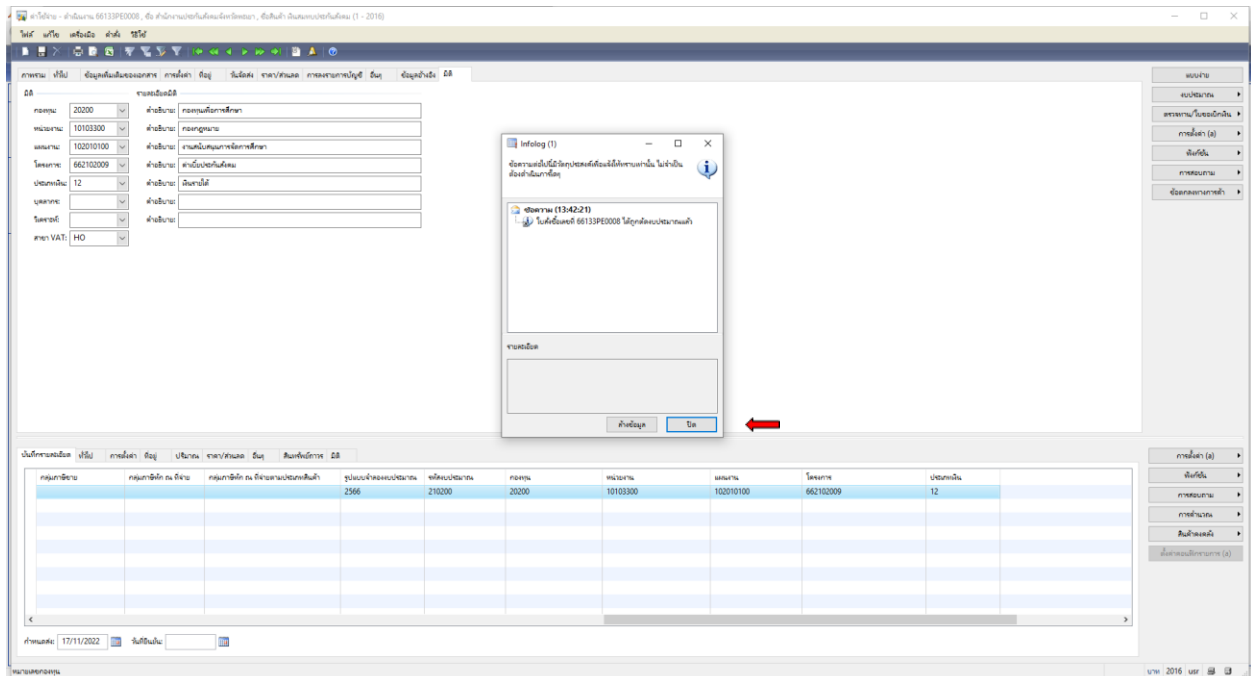 ค่าใช้จ่าย - ดำเนินงาน 66133PE0008 , ชื่อ สำนักงานประกันสังคมจังหวัดพะเยา , ชื่อสินค้า เงินสมทบประกันสังคม (1 - 2016)
ไฟล์ แก้ไข เครื่องมือ คำสั่ง วิธีใช้
ภาพรวม ทั่วไป ข้อมูลเพิ่มเติมของเอกสาร การตั้งค่า ที่อยู่ วันจัดส่ง ราคา/ส่วนลด การลงรายการบัญชี อื่นๆ ข้อมูลอ้างอิง มิติ
มิติ รายละเอียดมิติ
กองทุน: 20200 คำอธิบาย: กองทุนเพื่อการศึกษา
หน่วยงาน: 10103300 คำอธิบาย: กองกฎหมาย
แผนงาน: 102010100 คำอธิบาย: งานสนับสนุนการจัดการศึกษา
โครงการ: 662102009 คำอธิบาย: ค่าเบี้ยประกันสังคม
ประเภทเงิน: 12 คำอธิบาย: เงินรายได้
บุคลากร: คำอธิบาย:
วิเคราะห์: คำอธิบาย:
สาขา VAT: HO
แบบร่าง
งบประมาณ
ตรวจทาน/ใบขอเบิกเงิน
การตั้งค่า (a)
ฟังก์ชัน
การสอบถาม
ข้อตกลงทางการค้า
Infolog (1)
ข้อความต่อไปนี้มีวัตถุประสงค์เพื่อแจ้งให้ทราบเท่านั้น ไม่จำเป็น
ต้องดำเนินการใดๆ
ข้อความ (13:42:21)
ใบสั่งซื้อเลขที่ 66133PE0008 ได้ถูกต้องบประมาณแล้ว
รายละเอียด
ล้างข้อมูล ปิด
บันทึกรายละเอียด ทั่วไป การตั้งค่า ที่อยู่ ปริมาณ ราคา/ส่วนลด อื่นๆ สินทรัพย์ถาวร มิติ
กลุ่มภาษีขาย กลุ่มภาษีหัก ณ ที่จ่าย กลุ่มภาษีหัก ณ ที่จ่ายตามประเภทสินค้า รูปแบบจำลองงบประมาณ รหัสงบประมาณ กองทุน หน่วยงาน แผนงาน โครงการ ประเภทเงิน
2566 210200 20200 10103300 102010100 662102009 12
การตั้งค่า (a)
ฟังก์ชัน
การสอบถาม
การคำนวณ
สินค้าคงคลัง
กำหนดส่ง: 17/11/2022 วันที่ยืนยัน:
หมายเลขกองทุน บาท 2016 usr